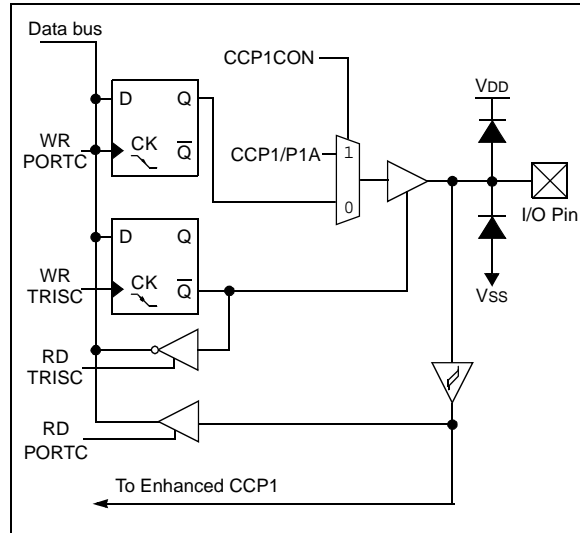 Data bus
CCP1CON
VDD
D
Q
WR
PORTC
CK
Q
CCP1/P1A
1
0
I/O Pin
D
Q
WR
TRISC
CK
Q
VSS
RD
TRISC
RD
PORTC
To Enhanced CCP1